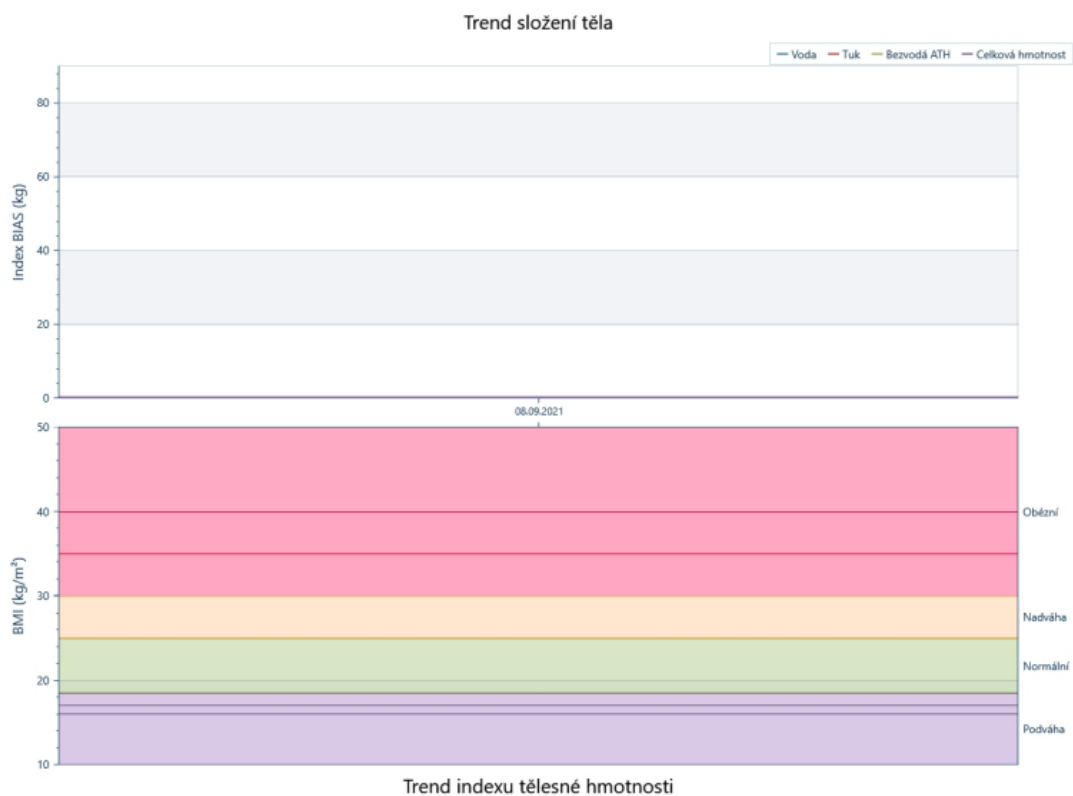 Trend složení těla
Voda Tuk Bezvodá ATH Celková hmotnost
Index BIAS (kg)
80
60
40
20
0
08.09.2021
BMI (kg/m²)
50
40
30
20
10
Obézní
Nadváha
Normální
Podváha
Trend indexu tělesné hmotnosti